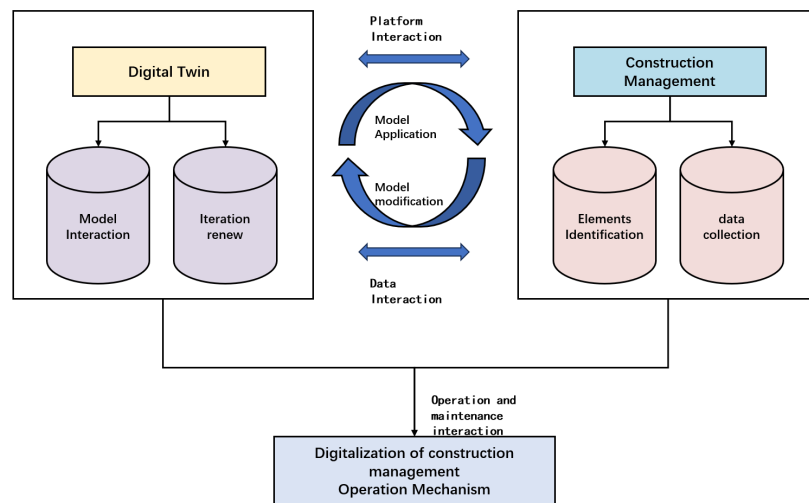 Platform
Interaction
Digital Twin
Construction
Management
Model
Application
Model
modification
Model
Interaction
Iteration
renew
Elements
Identification
data
collection
Data
Interaction
Operation and
maintenance
interaction
Digitalization of construction
management
Operation Mechanism